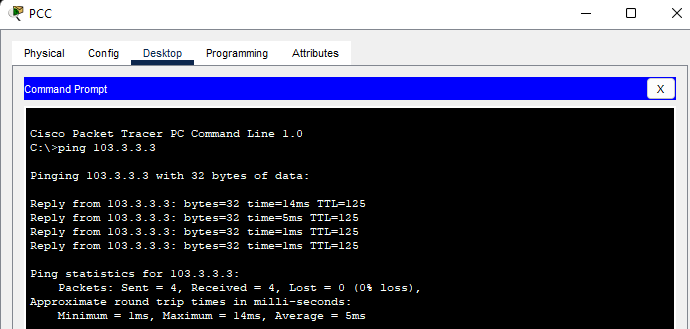 PCC
Physical Config Desktop Programming Attributes
Command Prompt X
Cisco Packet Tracer PC Command Line 1.0
C:\>ping 103.3.3.3
Pinging 103.3.3.3 with 32 bytes of data:
Reply from 103.3.3.3: bytes=32 time=14ms TTL=125
Reply from 103.3.3.3: bytes=32 time=5ms TTL=125
Reply from 103.3.3.3: bytes=32 time=1ms TTL=125
Reply from 103.3.3.3: bytes=32 time=1ms TTL=125
Ping statistics for 103.3.3.3:
Packets: Sent = 4, Received = 4, Lost = 0 (0% loss),
Approximate round trip times in milli-seconds:
Minimum = 1ms, Maximum = 14ms, Average = 5ms